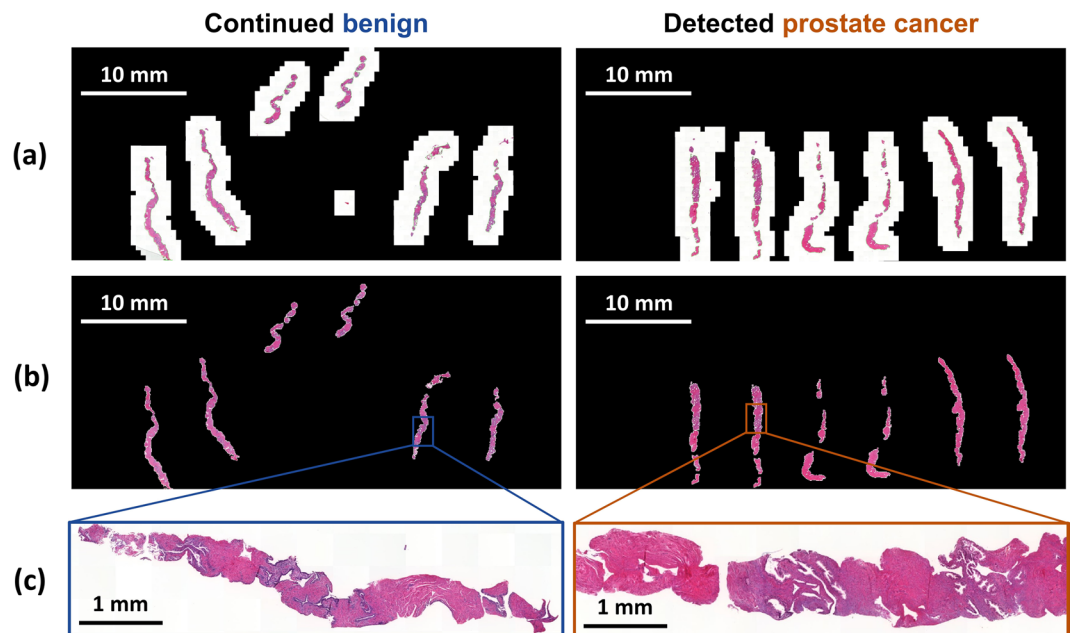 Continued benign
Detected prostate cancer
(a)
10 mm
10 mm
(b)
10 mm
10 mm
(c)
1 mm
1 mm